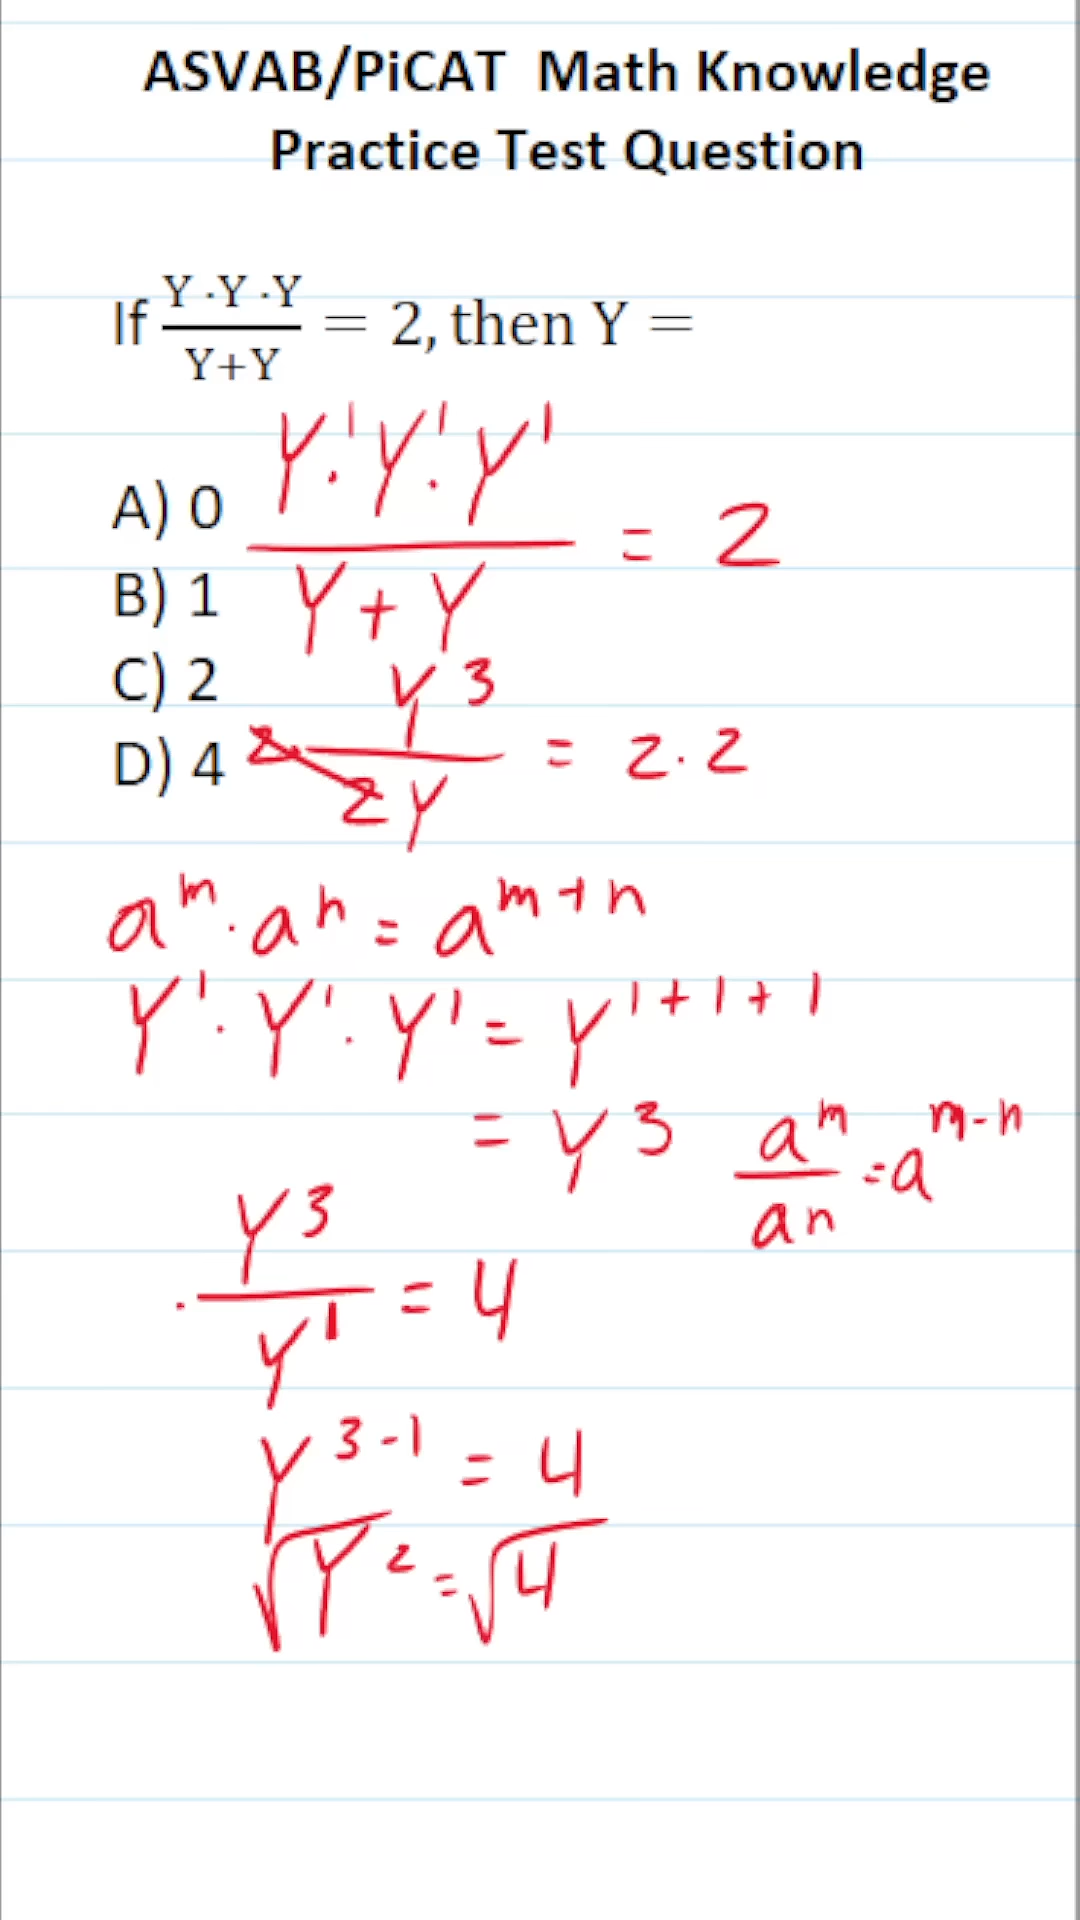 ASVAB/PiCAT Math Knowledge
Practice Test Question
If Y·Y·Y / Y+Y = 2, then Y =
A) 0
B) 1
C) 2
D) 4
Y¹·Y¹·Y¹ / Y+Y = 2
2· Y³ / 2Y = 2·2
aᵐ·aⁿ = aᵐ⁺ⁿ
Y¹·Y¹·Y¹ = Y¹⁺¹⁺¹
= Y³
aᵐ / aⁿ = aᵐ⁻ⁿ
· Y³ / Y¹ = 4
Y³⁻¹ = 4
√Y² = √4